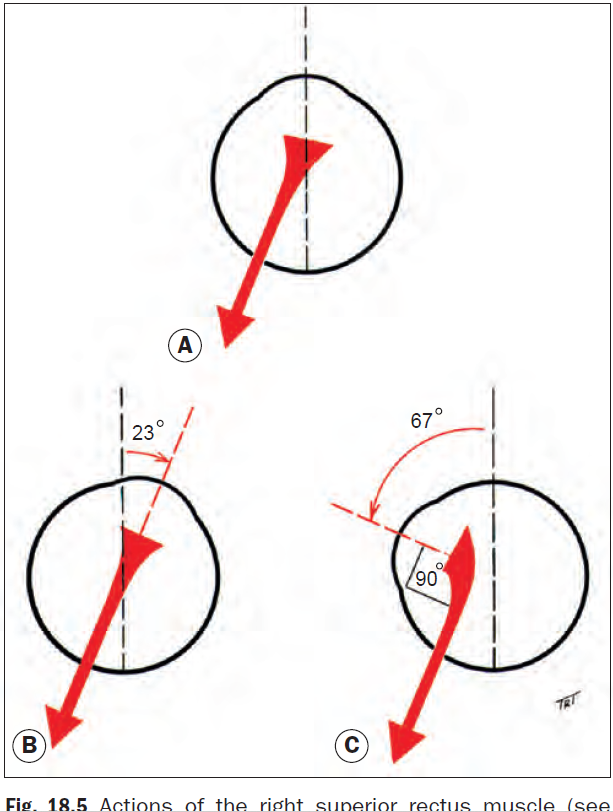 A
23°
67°
90°
B
C
TRT
Fig. 18.5 Actions of the right superior rectus muscle (see